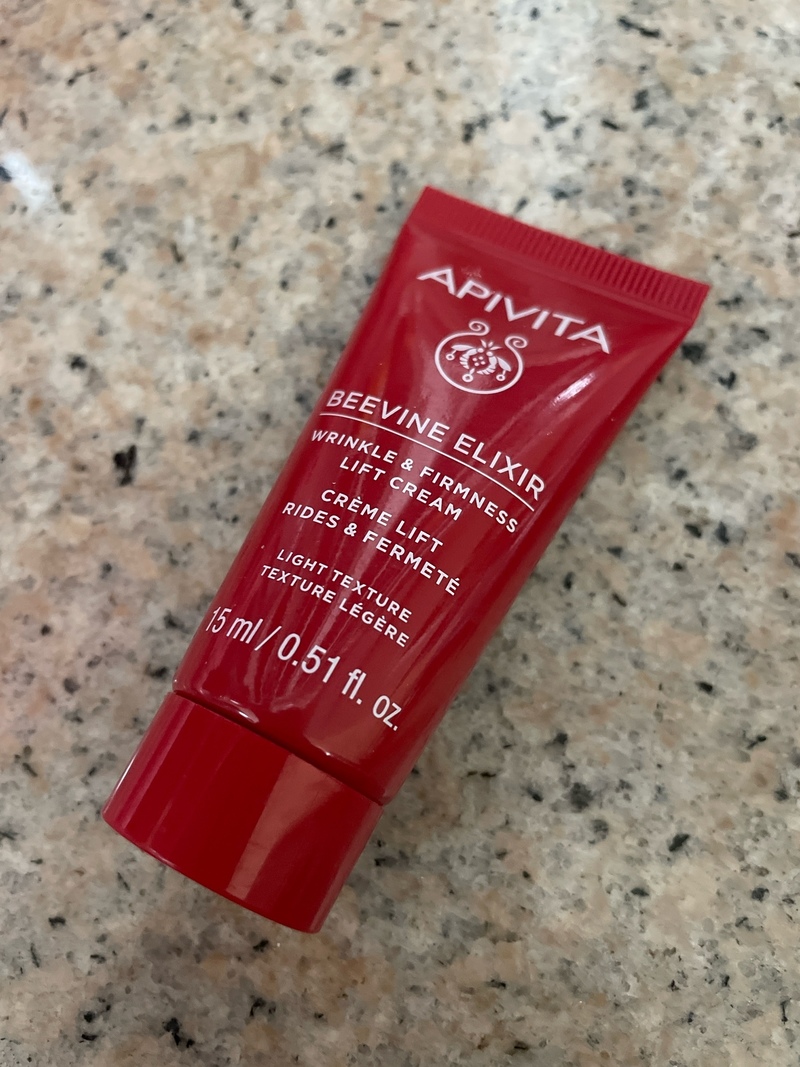 APIVITA
BEEVINE ELIXIR
WRINKLE & FIRMNESS
LIFT CREAM
CRÈME LIFT
RIDES & FERMETÉ
LIGHT TEXTURE
TEXTURE LÉGÈRE
15 ml / 0.51 fl. oz.